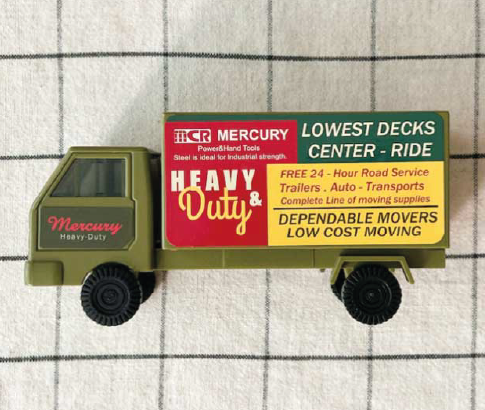 MCR MERCURY
Power&Hand Tools
Steel is ideal for Industrial strength.
HEAVY
& Duty
LOWEST DECKS
CENTER - RIDE
FREE 24 - Hour Road Service
Trailers . Auto - Transports
Complete Line of moving supplies
DEPENDABLE MOVERS
LOW COST MOVING
Mercury
Heavy-Duty